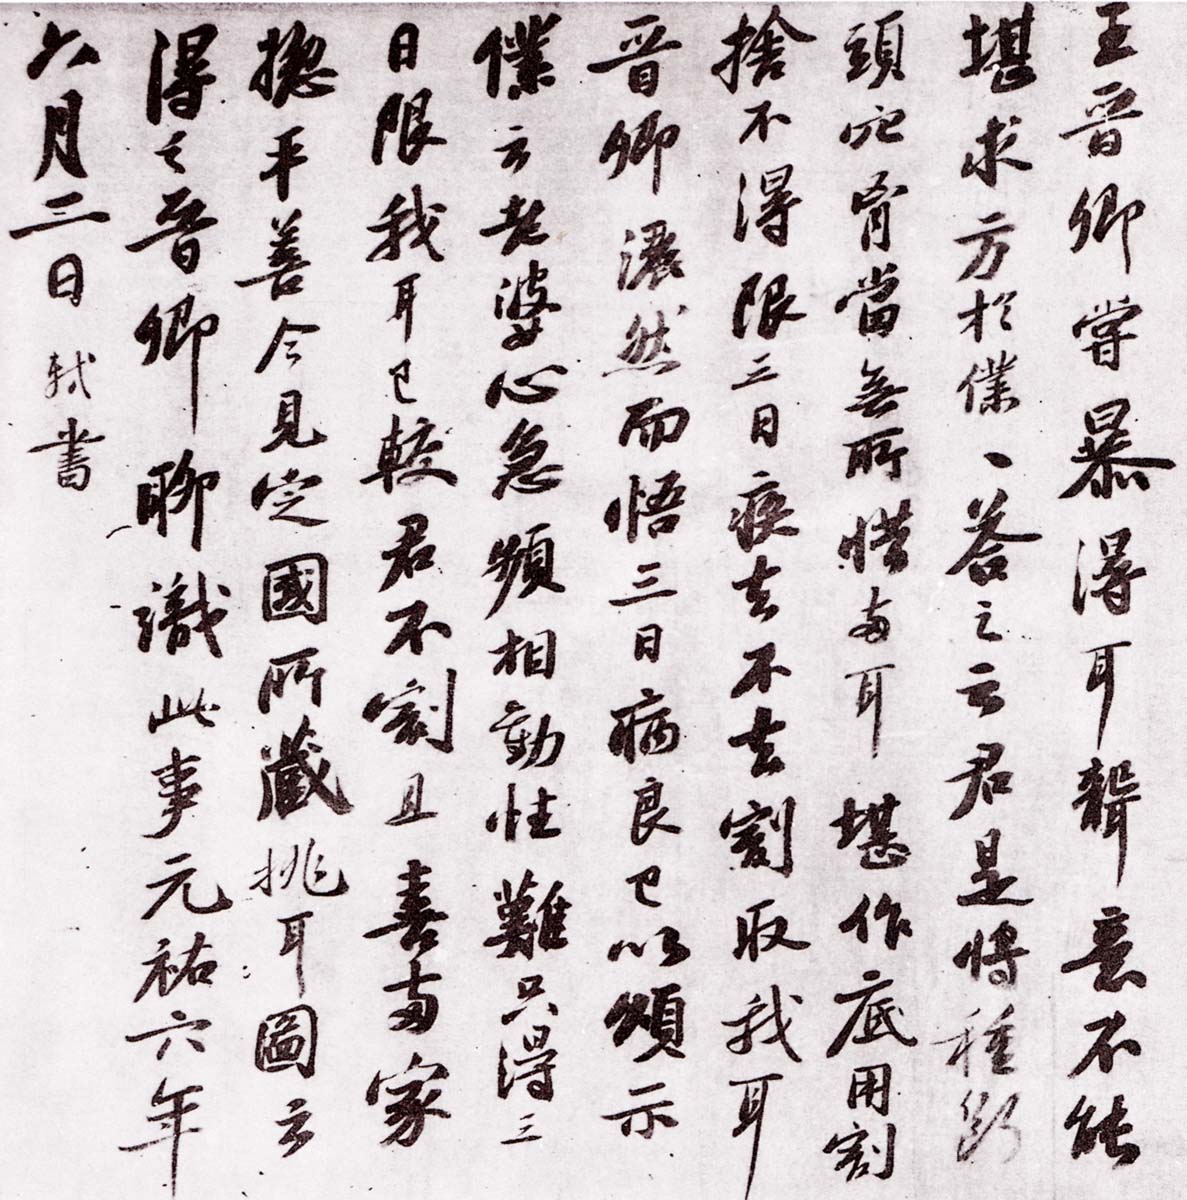 王晉卿嘗暴得耳聾意不能
堪求方於僕、答之云君是將種斷
頭穴胷當無所惜兩耳堪作底用割
捨不得限三日疾去不去割取我耳
晉卿灑然而悟三日病良已以頌示
僕云老婆心急頻相勸性難只得三
日限我耳已較君不割且喜兩家
揔平善今見定國所藏挑耳圖云
得之晉卿聊識此事元祐六年
六月二日軾書